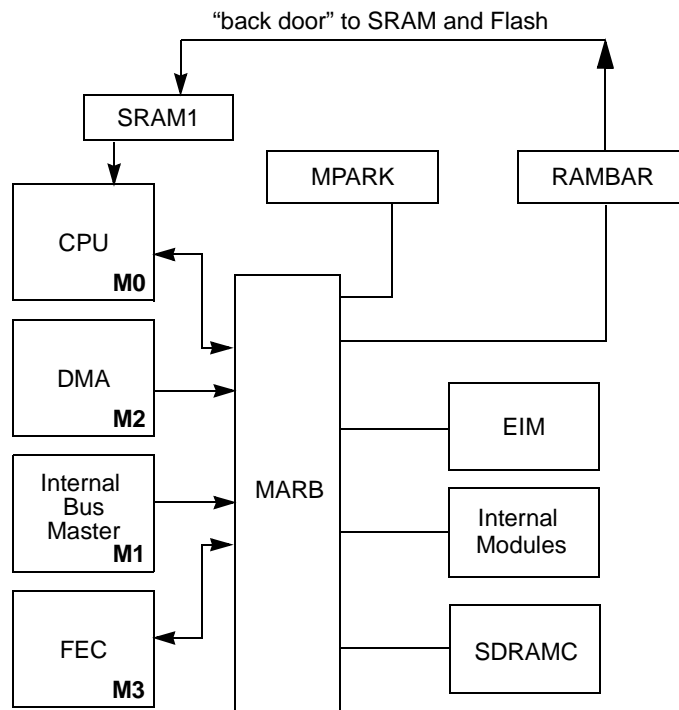 “back door” to SRAM and Flash
SRAM1
MPARK
RAMBAR
CPU
M0
DMA
M2
EIM
MARB
Internal
Bus
Master
M1
Internal
Modules
FEC
M3
SDRAMC